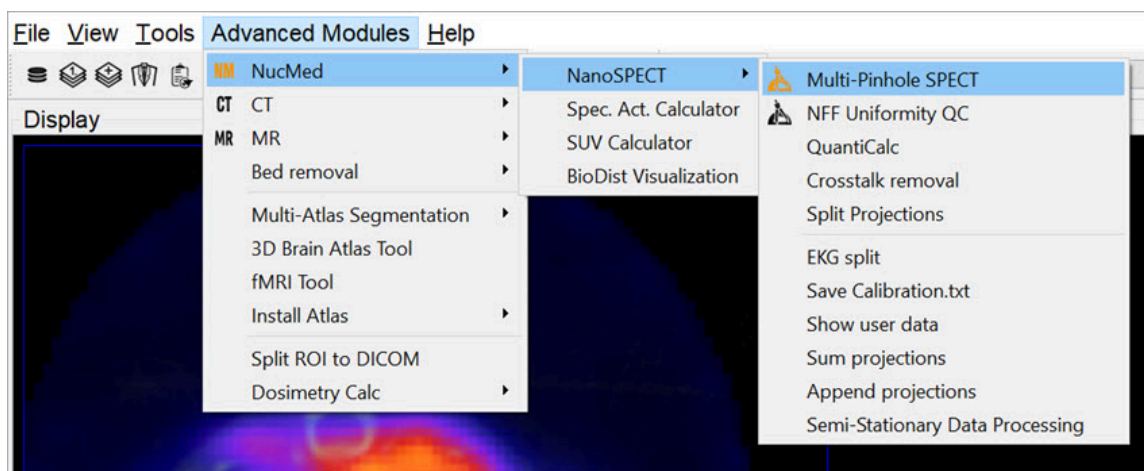 File View Tools Advanced Modules Help
Display
NM NucMed
CT CT
MR MR
Bed removal
Multi-Atlas Segmentation
3D Brain Atlas Tool
fMRI Tool
Install Atlas
Split ROI to DICOM
Dosimetry Calc
NanoSPECT
Spec. Act. Calculator
SUV Calculator
BioDist Visualization
Multi-Pinhole SPECT
NFF Uniformity QC
QuantiCalc
Crosstalk removal
Split Projections
EKG split
Save Calibration.txt
Show user data
Sum projections
Append projections
Semi-Stationary Data Processing